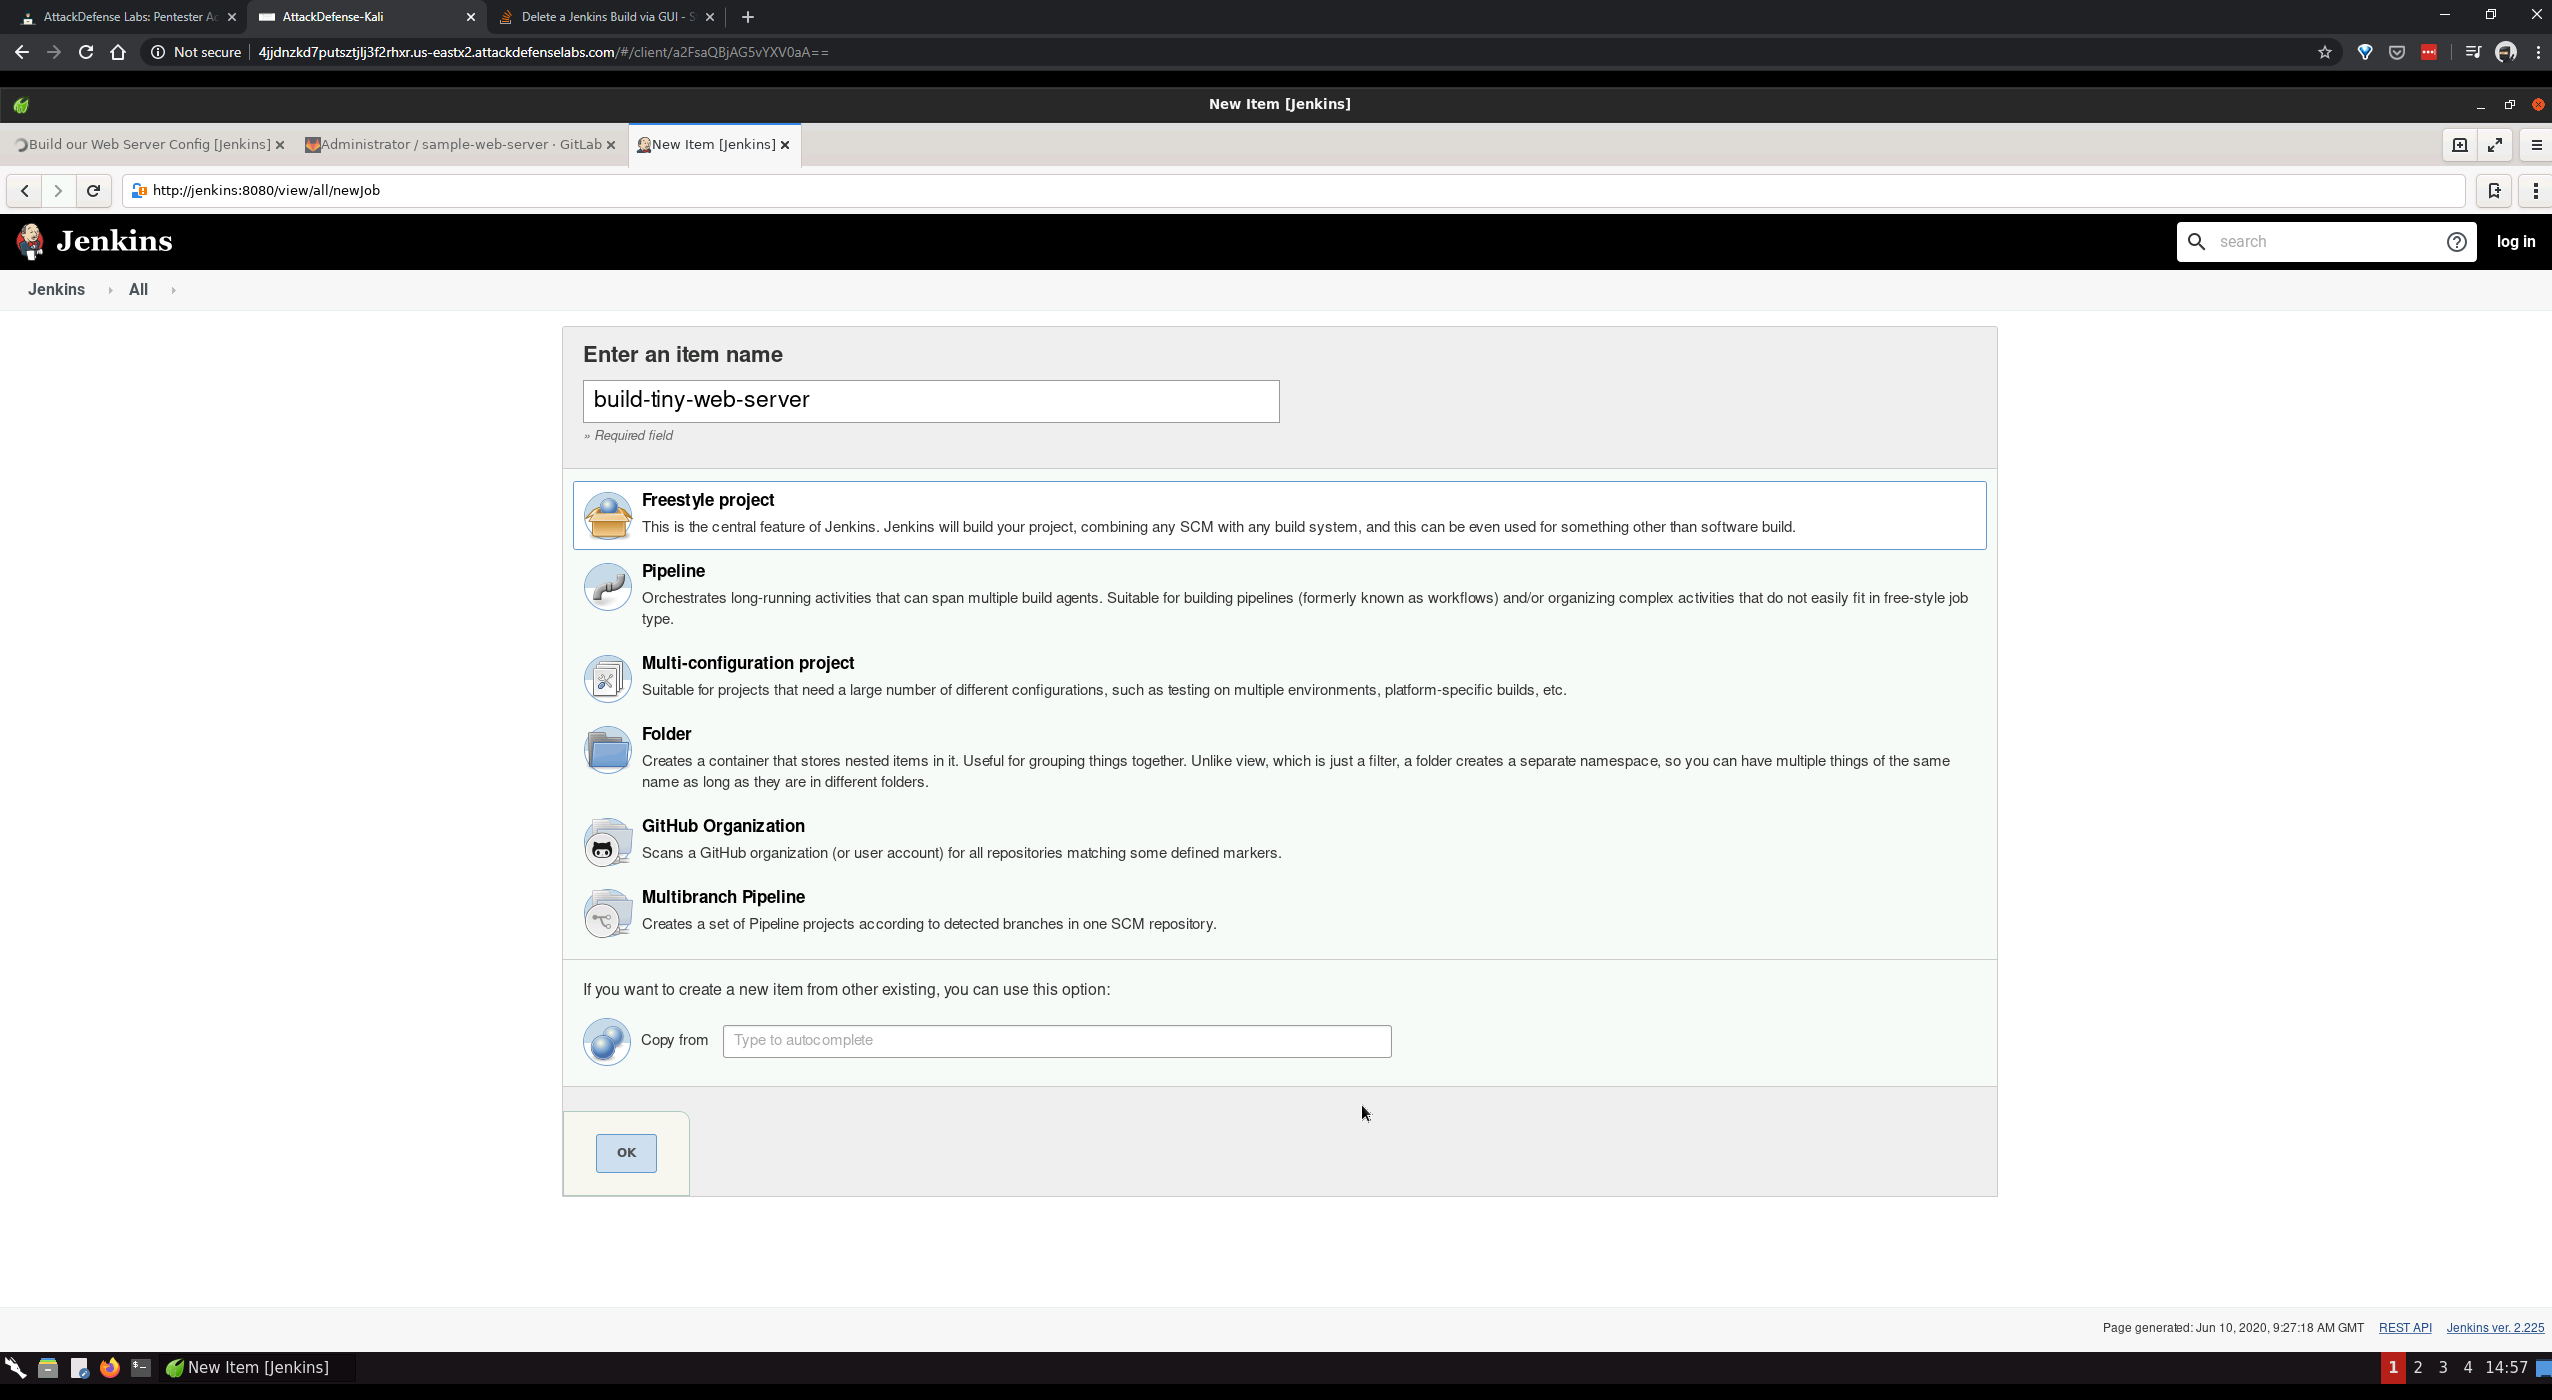 AttackDefense Labs: Pentester Ac
AttackDefense-Kali
Delete a Jenkins Build via GUI - S
Not secure
4jjdnzkd7putsztjlj3f2rhxr.us-eastx2.attackdefenselabs.com/#/client/a2FsaQBjAG5vYXV0aA==
New Item [Jenkins]
Build our Web Server Config [Jenkins]
Administrator / sample-web-server · GitLab
New Item [Jenkins]
http://jenkins:8080/view/all/newJob
Jenkins
search
log in
Jenkins
All
Enter an item name
build-tiny-web-server
» Required field
Freestyle project
This is the central feature of Jenkins. Jenkins will build your project, combining any SCM with any build system, and this can be even used for something other than software build.
Pipeline
Orchestrates long-running activities that can span multiple build agents. Suitable for building pipelines (formerly known as workflows) and/or organizing complex activities that do not easily fit in free-style job
type.
Multi-configuration project
Suitable for projects that need a large number of different configurations, such as testing on multiple environments, platform-specific builds, etc.
Folder
Creates a container that stores nested items in it. Useful for grouping things together. Unlike view, which is just a filter, a folder creates a separate namespace, so you can have multiple things of the same
name as long as they are in different folders.
GitHub Organization
Scans a GitHub organization (or user account) for all repositories matching some defined markers.
Multibranch Pipeline
Creates a set of Pipeline projects according to detected branches in one SCM repository.
If you want to create a new item from other existing, you can use this option:
Copy from
Type to autocomplete
OK
Page generated: Jun 10, 2020, 9:27:18 AM GMT
REST API
Jenkins ver. 2.225
New Item [Jenkins]
1
2
3
4
14:57